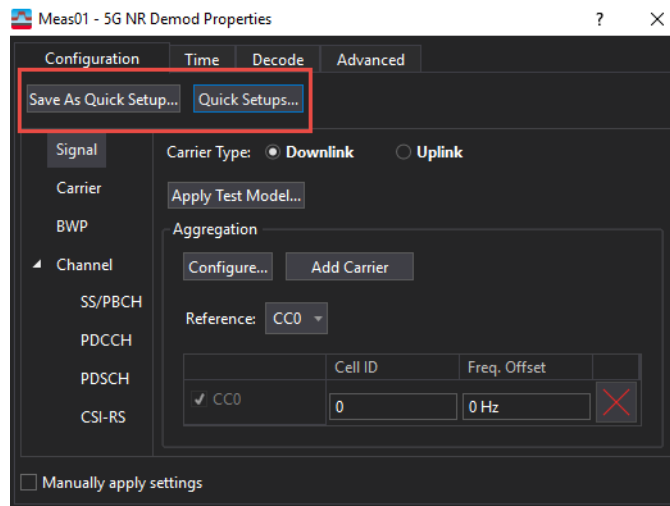 Meas01 - 5G NR Demod Properties ?
Configuration Time Decode Advanced
Save As Quick Setup... Quick Setups...
Signal Carrier Type: Downlink Uplink
Carrier Apply Test Model...
BWP Aggregation
Channel Configure... Add Carrier
SS/PBCH Reference: CC0
PDCCH
PDSCH Cell ID Freq. Offset
CSI-RS CC0 0 0 Hz
Manually apply settings